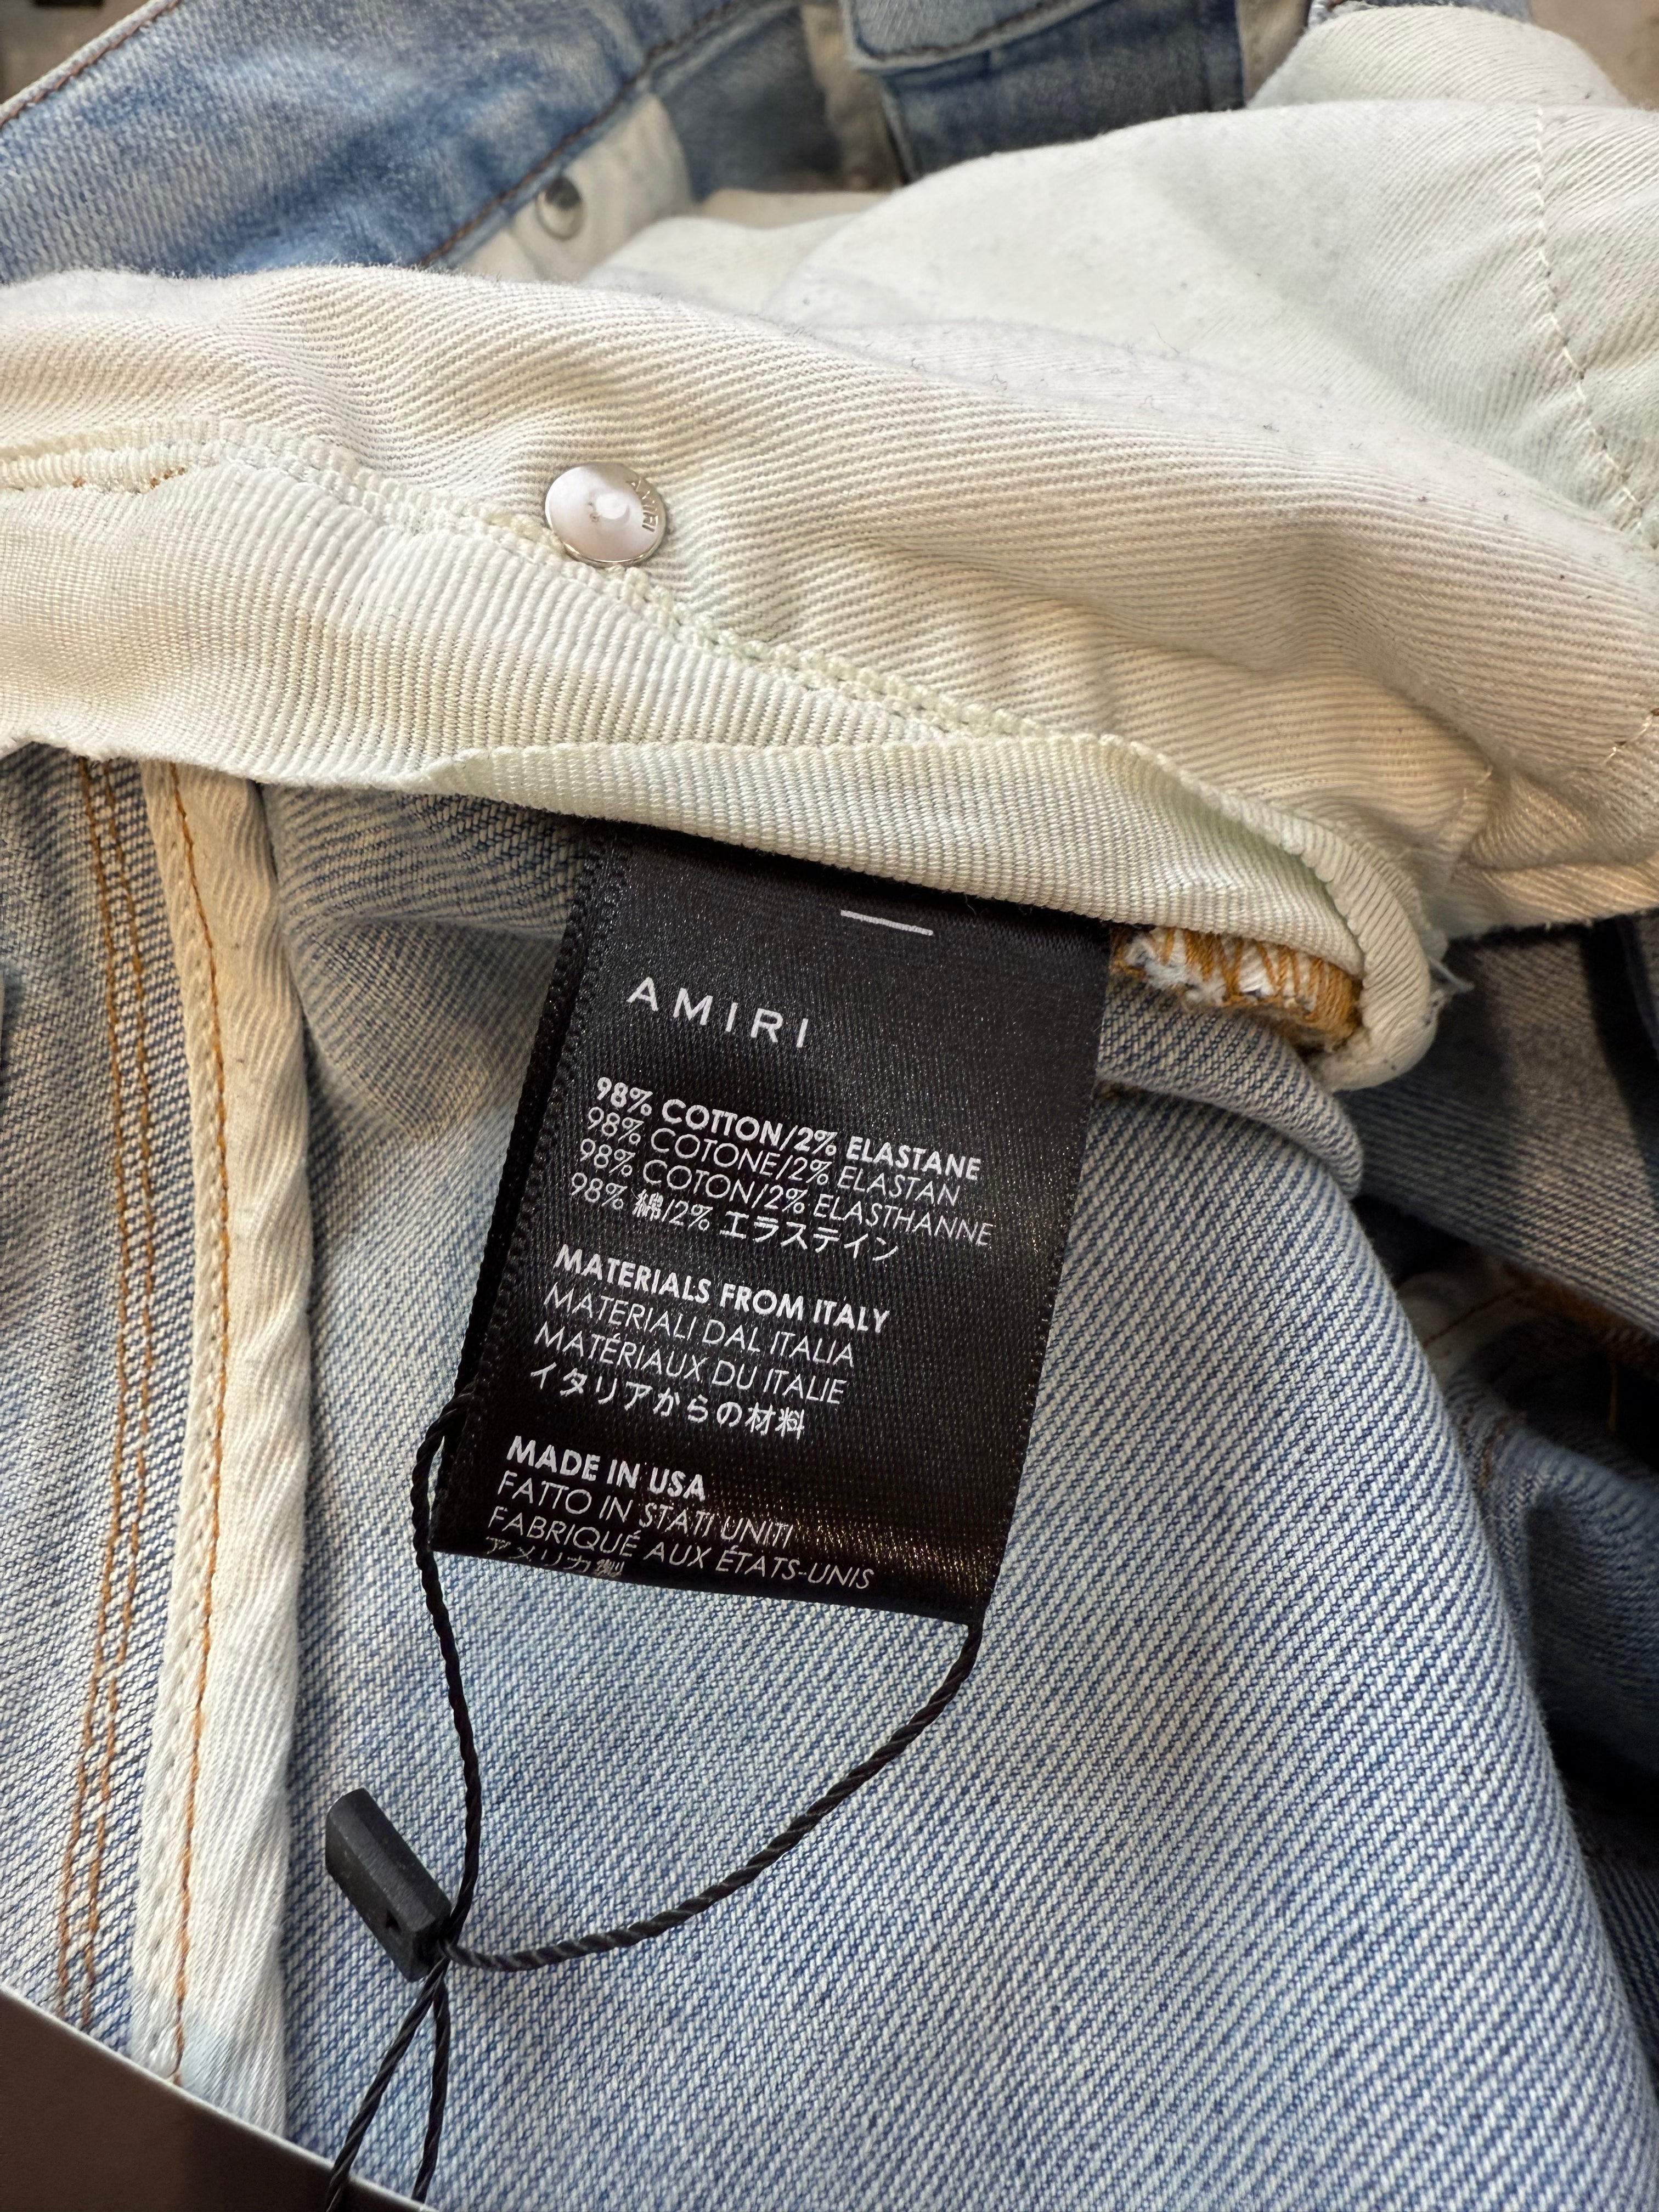 AMIRI
AMIRI
98% COTTON/2% ELASTANE
98% COTONE/2% ELASTAN
98% COTON/2% ELASTHANNE
98% 綿/2% エラステイン
MATERIALS FROM ITALY
MATERIALI DAL ITALIA
MATÉRIAUX DU ITALIE
イタリアからの材料
MADE IN USA
FATTO IN STATI UNITI
FABRIQUÉ AUX ÉTATS-UNIS
アメリカ製